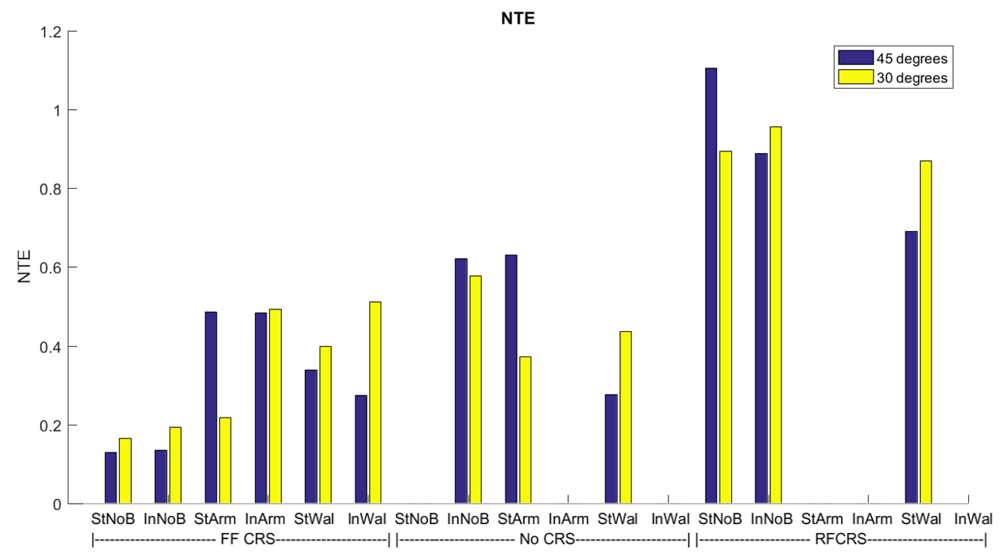 NTE
1.2
45 degrees
30 degrees
1
0.8
0.6
0.4
0.2
0
NTE
StNoB InNoB StArm InArm StWal InWal StNoB InNoB StArm InArm StWal InWal StNoB InNoB StArm InArm StWal InWal
|----------------------- FF CRS---------------------| |----------------------- No CRS---------------------| |----------------------- RFCRS---------------------|